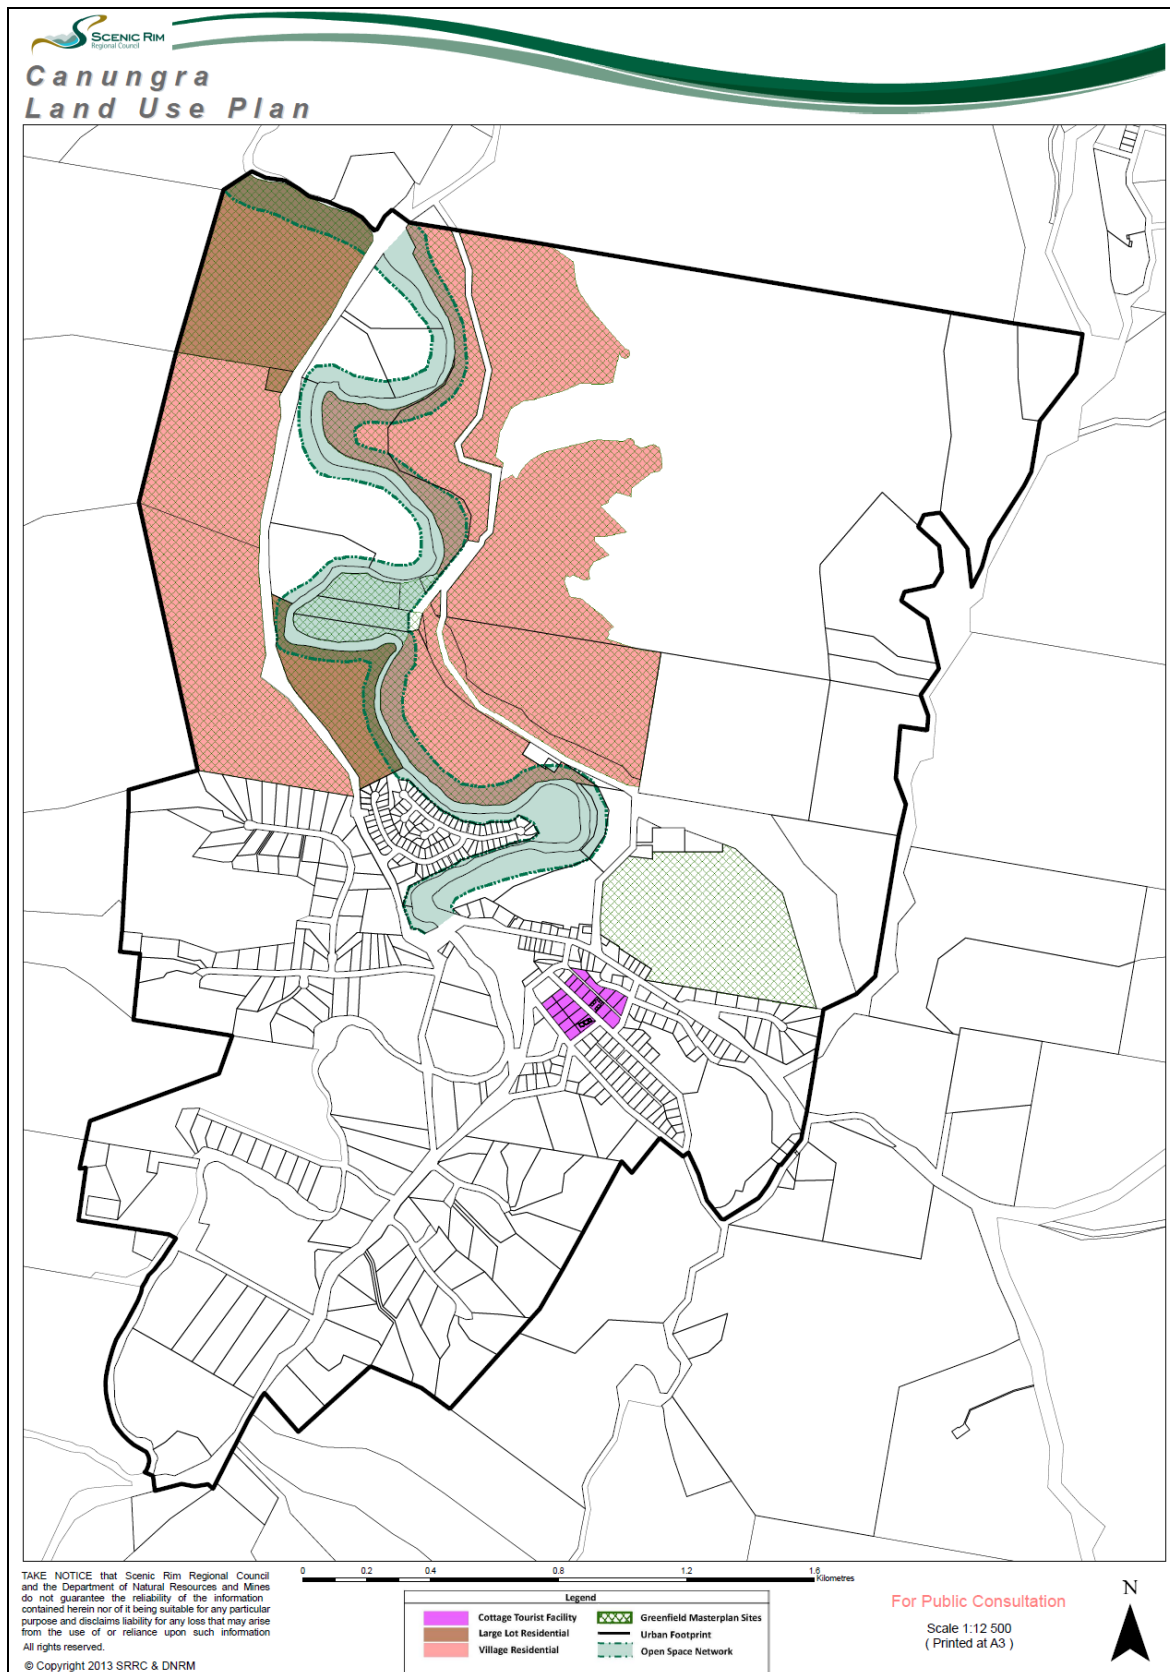 SCENIC RIM
Regional Council
Canungra
Land Use Plan
TAKE NOTICE that Scenic Rim Regional Council
and the Department of Natural Resources and Mines
do not guarantee the reliability of the information
contained herein nor of it being suitable for any particular
purpose and disclaims liability for any loss that may arise
from the use of or reliance upon such information
All rights reserved.
© Copyright 2013 SRRC & DNRM
0 0.2 0.4 0.8 1.2 1.6
Kilometres
Legend
Cottage Tourist Facility
Large Lot Residential
Village Residential
Greenfield Masterplan Sites
Urban Footprint
Open Space Network
For Public Consultation
Scale 1:12 500
( Printed at A3 )
N